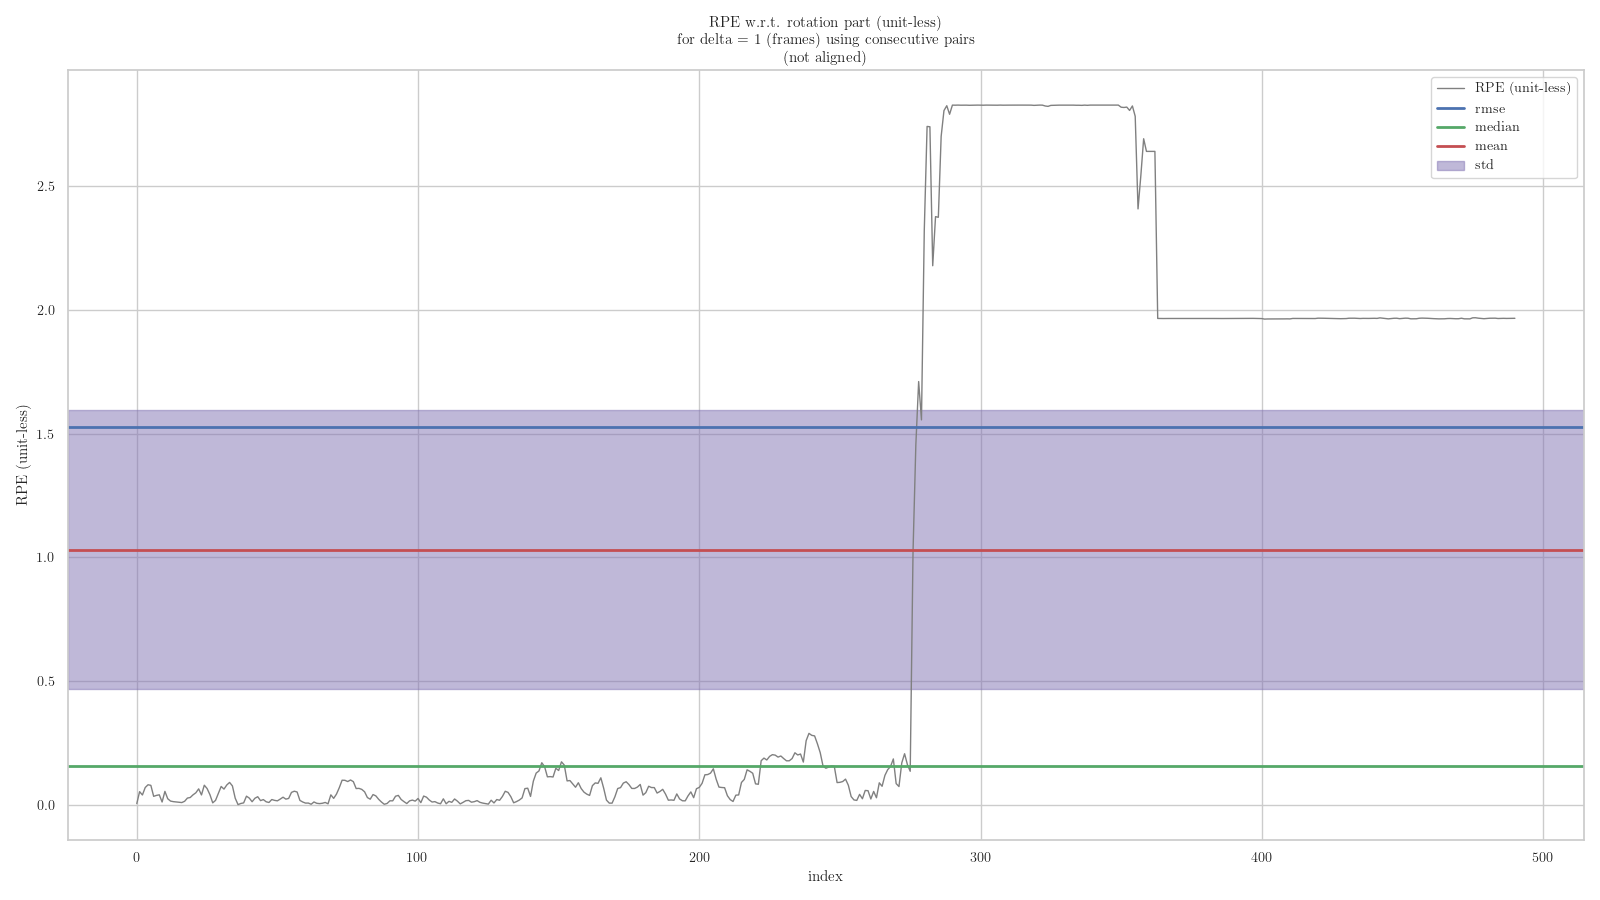 RPE w.r.t. rotation part (unit-less)
for delta = 1 (frames) using consecutive pairs
(not aligned)
RPE (unit-less)
rmse
median
mean
std
2.5
2.0
1.5
1.0
0.5
0.0
RPE (unit-less)
0 100 200 300 400 500
index